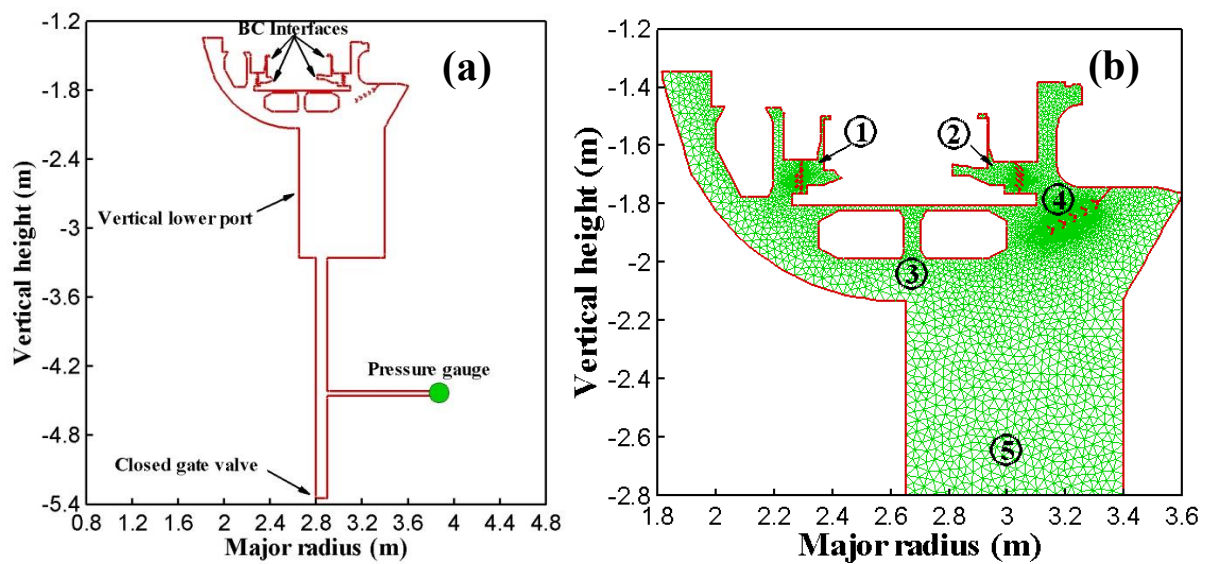 (a)
BC Interfaces
Vertical lower port
Pressure gauge
Closed gate valve
Vertical height (m)
-1.2
-1.8
-2.4
-3
-3.6
-4.2
-4.8
-5.4
0.8 1.2 1.6 2 2.4 2.8 3.2 3.6 4 4.4 4.8
Major radius (m)
(b)
1
2
4
3
5
Vertical height (m)
-1.2
-1.4
-1.6
-1.8
-2
-2.2
-2.4
-2.6
-2.8
1.8 2 2.2 2.4 2.6 2.8 3 3.2 3.4 3.6
Major radius (m)